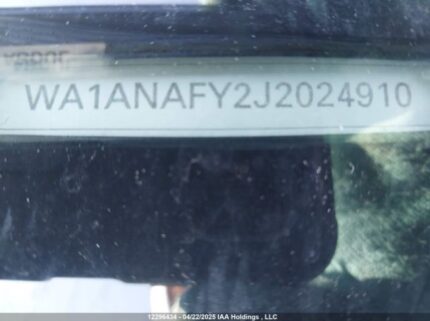 WA1ANAFY2J2024910
12296434 - 04/22/2025 IAA Holdings , LLC